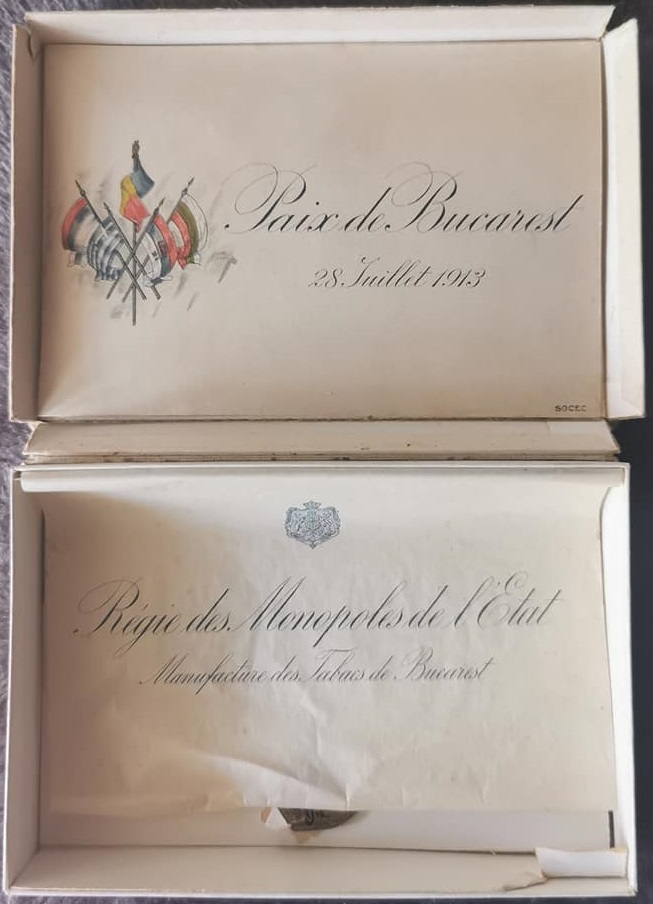 Paix de Bucarest
28 Juillet 1913
SOCEC
Régie des Monopoles de l'Etat
Manufacture des Tabacs de Bucarest